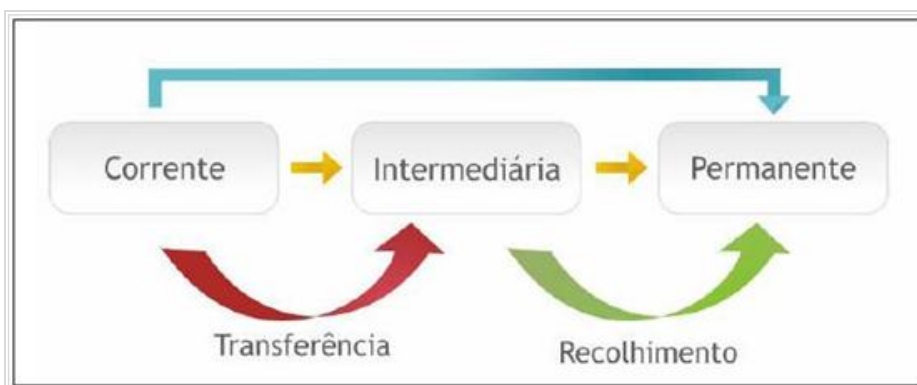 Corrente
Intermediária
Permanente
Transferência
Recolhimento